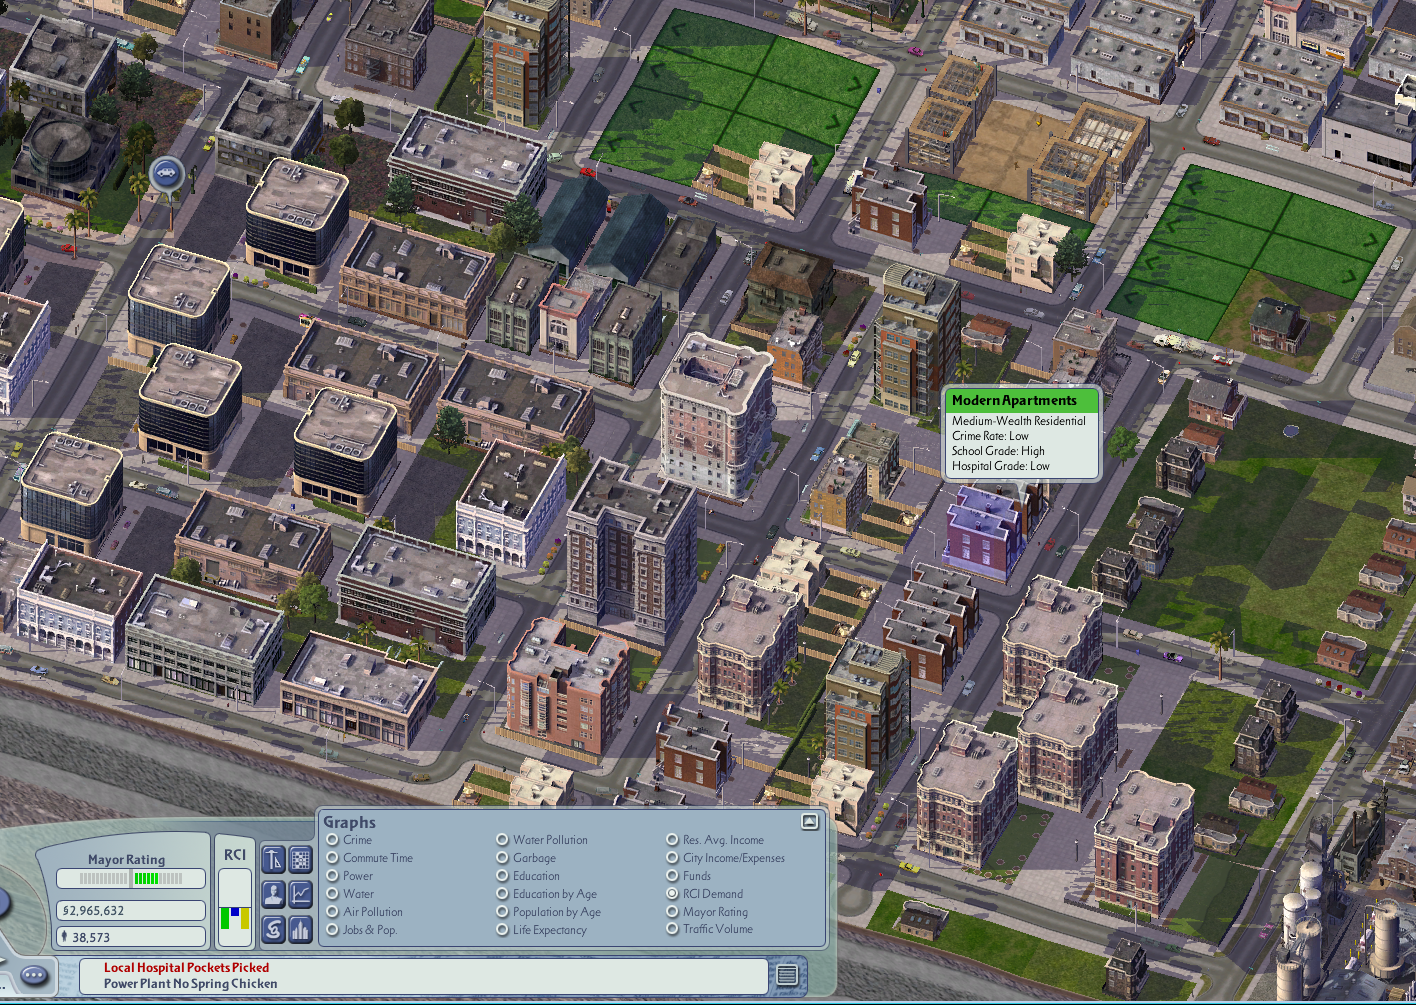 Modern Apartments
Medium-Wealth Residential
Crime Rate: Low
School Grade: High
Hospital Grade: Low
Graphs
Crime
Commute Time
Power
Water
Air Pollution
Jobs & Pop.
Water Pollution
Garbage
Education
Education by Age
Population by Age
Life Expectancy
Res. Avg. Income
City Income/Expenses
Funds
RCI Demand
Mayor Rating
Traffic Volume
Mayor Rating
§2,965,632
38,573
RCI
Local Hospital Pockets Picked
Power Plant No Spring Chicken